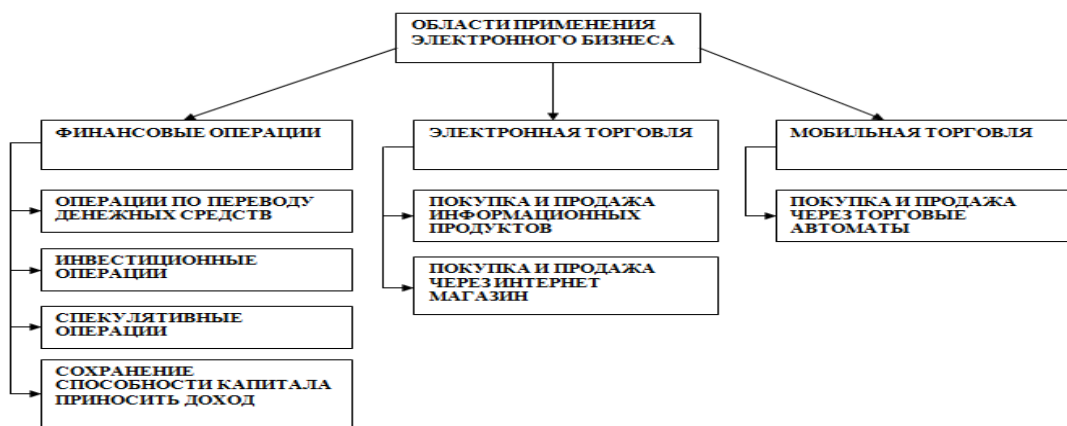 ОБЛАСТИ ПРИМЕНЕНИЯ
ЭЛЕКТРОННОГО БИЗНЕСА
ФИНАНСОВЫЕ ОПЕРАЦИИ
ОПЕРАЦИИ ПО ПЕРЕВОДУ
ДЕНЕЖНЫХ СРЕДСТВ
ИНВЕСТИЦИОННЫЕ
ОПЕРАЦИИ
СПЕКУЛЯТИВНЫЕ
ОПЕРАЦИИ
СОХРАНЕНИЕ
СПОСОБНОСТИ КАПИТАЛА
ПРИНОСИТЬ ДОХОД
ЭЛЕКТРОННАЯ ТОРГОВЛЯ
ПОКУПКА И ПРОДАЖА
ИНФОРМАЦИОННЫХ
ПРОДУКТОВ
ПОКУПКА И ПРОДАЖА
ЧЕРЕЗ ИНТЕРНЕТ
МАГАЗИН
МОБИЛЬНАЯ ТОРГОВЛЯ
ПОКУПКА И ПРОДАЖА
ЧЕРЕЗ ТОРГОВЫЕ
АВТОМАТЫ